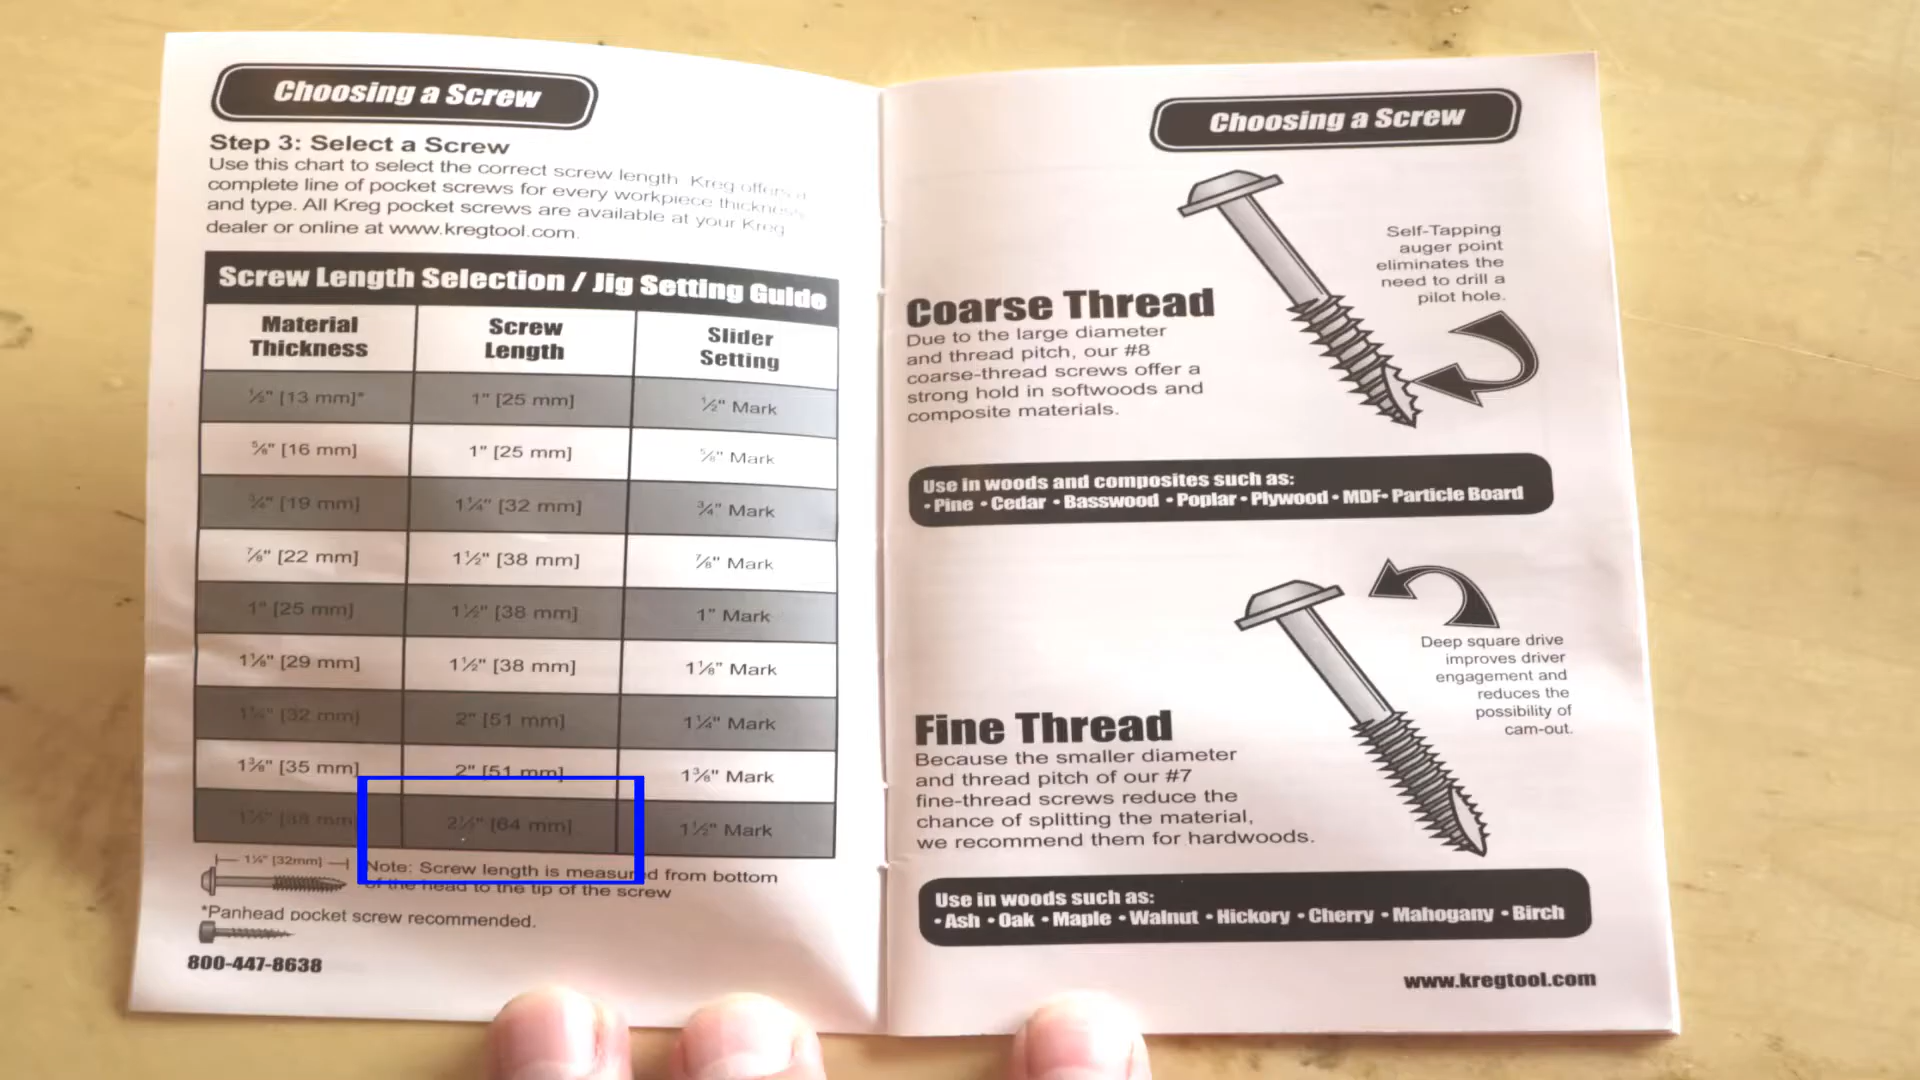 Choosing a Screw
Step 3: Select a Screw
Use this chart to select the correct screw length. Kreg offers a
complete line of pocket screws for every workpiece thickness
and type. All Kreg pocket screws are available at your Kreg
dealer or online at www.kregtool.com.
Screw Length Selection / Jig Setting Guide
Material Thickness Screw Length Slider Setting
½" [13 mm]* 1" [25 mm] ½" Mark
⅝" [16 mm] 1" [25 mm] ⅝" Mark
¾" [19 mm] 1¼" [32 mm] ¾" Mark
⅞" [22 mm] 1½" [38 mm] ⅞" Mark
1" [25 mm] 1½" [38 mm] 1" Mark
1⅛" [29 mm] 1½" [38 mm] 1⅛" Mark
1¼" [32 mm] 2" [51 mm] 1¼" Mark
1⅜" [35 mm] 2" [51 mm] 1⅜" Mark
1½" [38 mm] 2½" [64 mm] 1½" Mark
1¼" [32mm]
Note: Screw length is measured from bottom
of the head to the tip of the screw
*Panhead pocket screw recommended.
800-447-8638
Choosing a Screw
Self-Tapping
auger point
eliminates the
need to drill a
pilot hole.
Coarse Thread
Due to the large diameter
and thread pitch, our #8
coarse-thread screws offer a
strong hold in softwoods and
composite materials.
Use in woods and composites such as:
• Pine • Cedar • Basswood • Poplar • Plywood • MDF • Particle Board
Deep square drive
improves driver
engagement and
reduces the
possibility of
cam-out.
Fine Thread
Because the smaller diameter
and thread pitch of our #7
fine-thread screws reduce the
chance of splitting the material,
we recommend them for hardwoods.
Use in woods such as:
• Ash • Oak • Maple • Walnut • Hickory • Cherry • Mahogany • Birch
www.kregtool.com